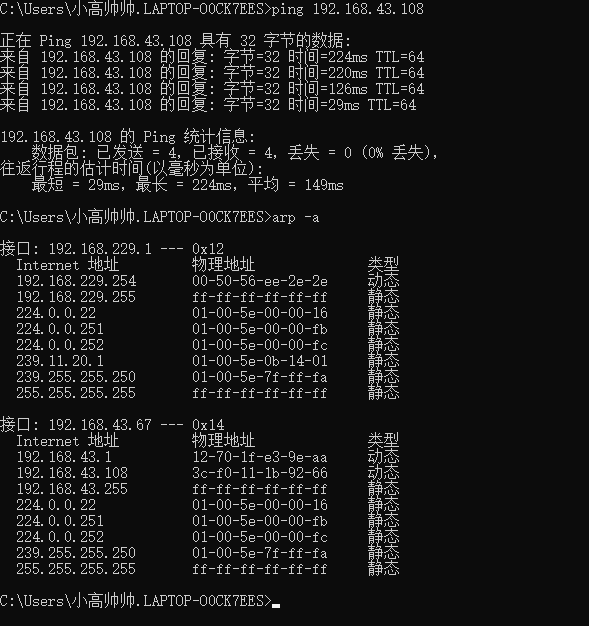 C:\Users\小高帅帅.LAPTOP-OOCK7EES>ping 192.168.43.108
正在 Ping 192.168.43.108 具有 32 字节的数据:
来自 192.168.43.108 的回复: 字节=32 时间=224ms TTL=64
来自 192.168.43.108 的回复: 字节=32 时间=220ms TTL=64
来自 192.168.43.108 的回复: 字节=32 时间=126ms TTL=64
来自 192.168.43.108 的回复: 字节=32 时间=29ms TTL=64
192.168.43.108 的 Ping 统计信息:
数据包: 已发送 = 4, 已接收 = 4, 丢失 = 0 (0% 丢失),
往返行程的估计时间(以毫秒为单位):
最短 = 29ms, 最长 = 224ms, 平均 = 149ms
C:\Users\小高帅帅.LAPTOP-OOCK7EES>arp -a
接口: 192.168.229.1 --- 0x12
Internet 地址 物理地址 类型
192.168.229.254 00-50-56-ee-2e-2e 动态
192.168.229.255 ff-ff-ff-ff-ff-ff 静态
224.0.0.22 01-00-5e-00-00-16 静态
224.0.0.251 01-00-5e-00-00-fb 静态
224.0.0.252 01-00-5e-00-00-fc 静态
239.11.20.1 01-00-5e-0b-14-01 静态
239.255.255.250 01-00-5e-7f-ff-fa 静态
255.255.255.255 ff-ff-ff-ff-ff-ff 静态
接口: 192.168.43.67 --- 0x14
Internet 地址 物理地址 类型
192.168.43.1 12-70-1f-e3-9e-aa 动态
192.168.43.108 3c-f0-11-1b-92-66 动态
192.168.43.255 ff-ff-ff-ff-ff-ff 静态
224.0.0.22 01-00-5e-00-00-16 静态
224.0.0.251 01-00-5e-00-00-fb 静态
224.0.0.252 01-00-5e-00-00-fc 静态
239.255.255.250 01-00-5e-7f-ff-fa 静态
255.255.255.255 ff-ff-ff-ff-ff-ff 静态
C:\Users\小高帅帅.LAPTOP-OOCK7EES>